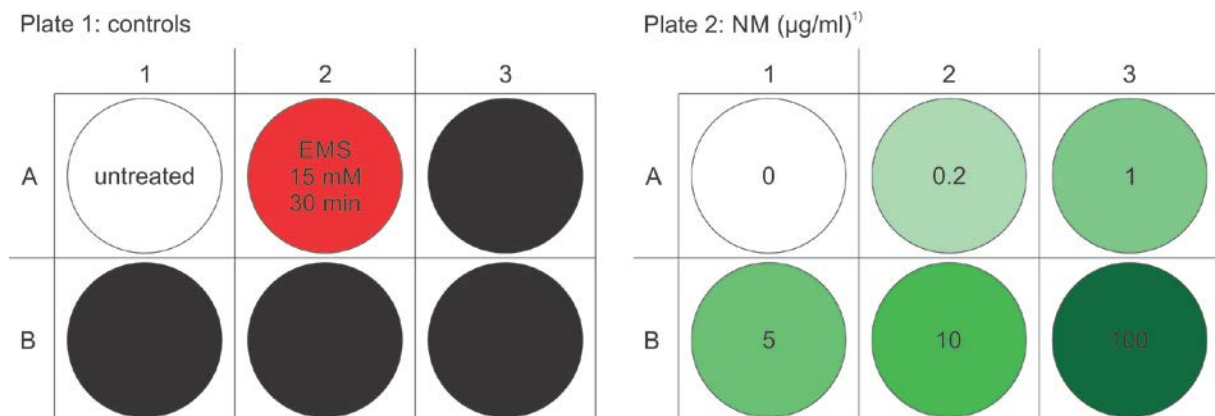 Plate 1: controls
1 2 3
A
untreated
EMS
15 mM
30 min
B
Plate 2: NM (µg/ml)¹⁾
1 2 3
A
0 0.2 1
B
5 10 100